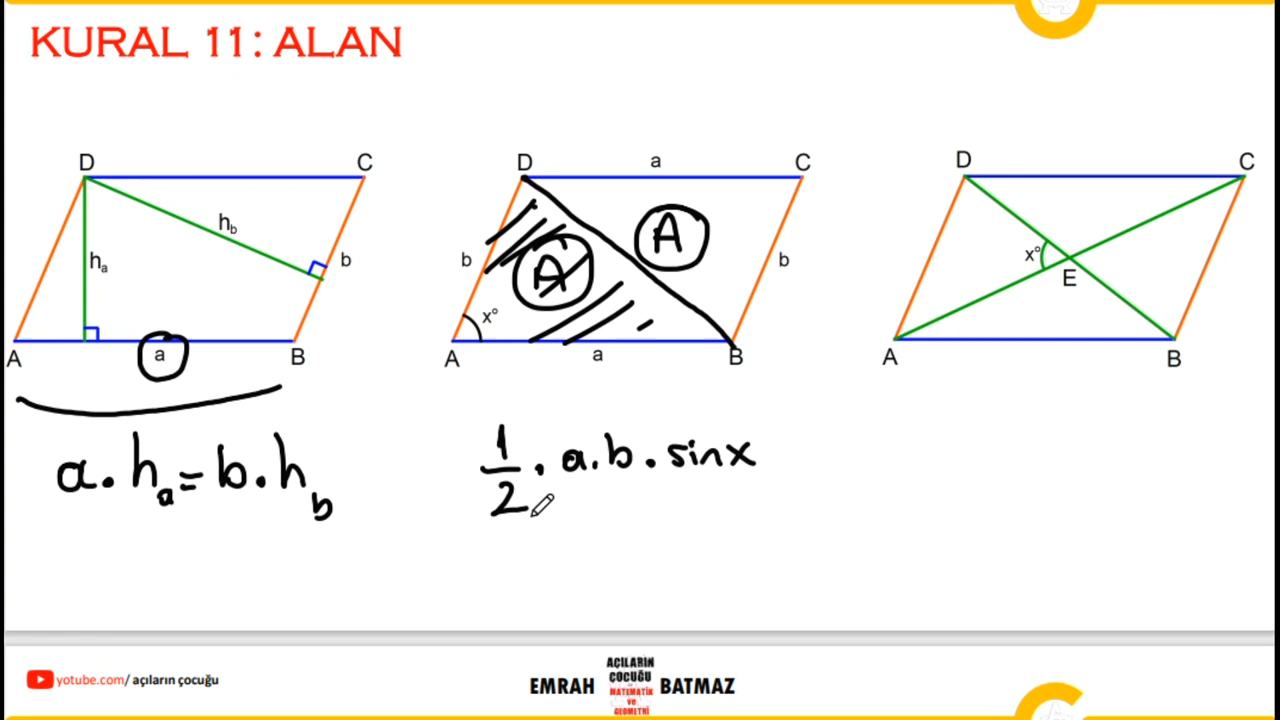 KURAL 11: ALAN
D C
h_b
h_a b
A a B
a · h_a = b · h_b
D a C
A
b A b
x°
A a B
1/2 · a.b · sinx
D C
x°
E
A B
yotube.com/ açıların çocuğu
EMRAH BATMAZ
AÇILARIN
ÇOCUĞU
MATEMATİK
ve
GEOMETRİ